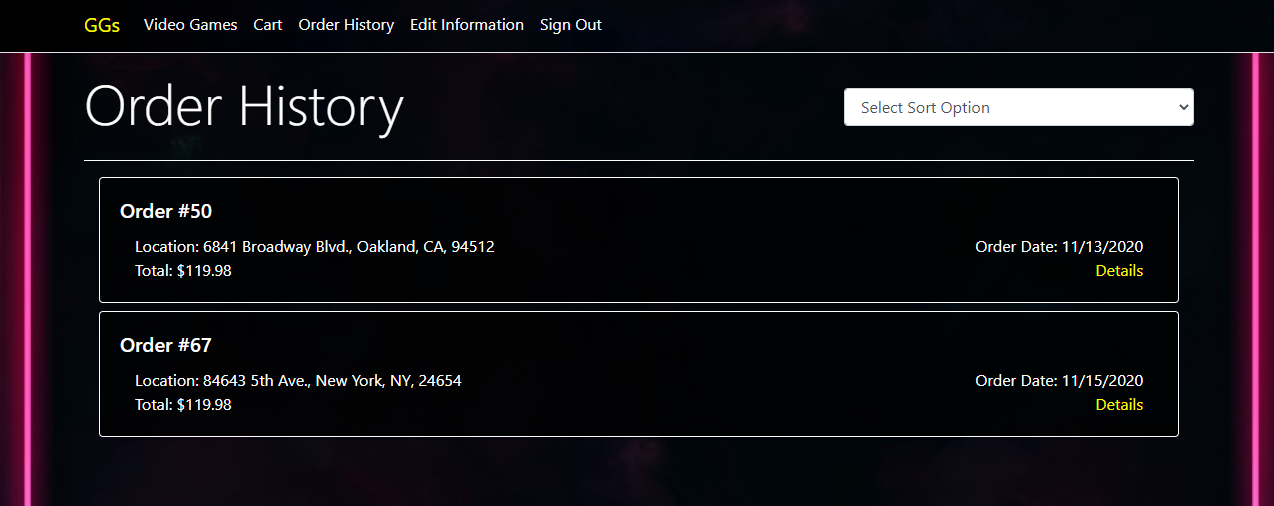 GGs Video Games Cart Order History Edit Information Sign Out
Order History
Select Sort Option
Order #50
Location: 6841 Broadway Blvd., Oakland, CA, 94512 Order Date: 11/13/2020
Total: $119.98 Details
Order #67
Location: 84643 5th Ave., New York, NY, 24654 Order Date: 11/15/2020
Total: $119.98 Details